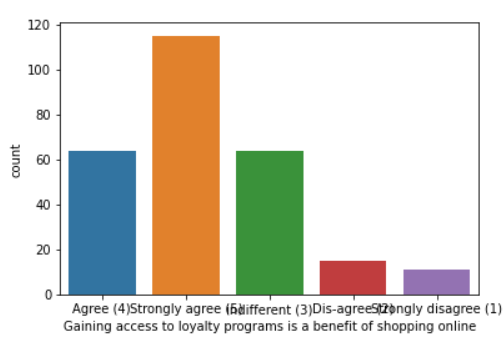 120
100
80
60
40
20
0
count
Agree (4) Strongly agree (5) Indifferent (3) Dis-agree (2) Strongly disagree (1)
Gaining access to loyalty programs is a benefit of shopping online